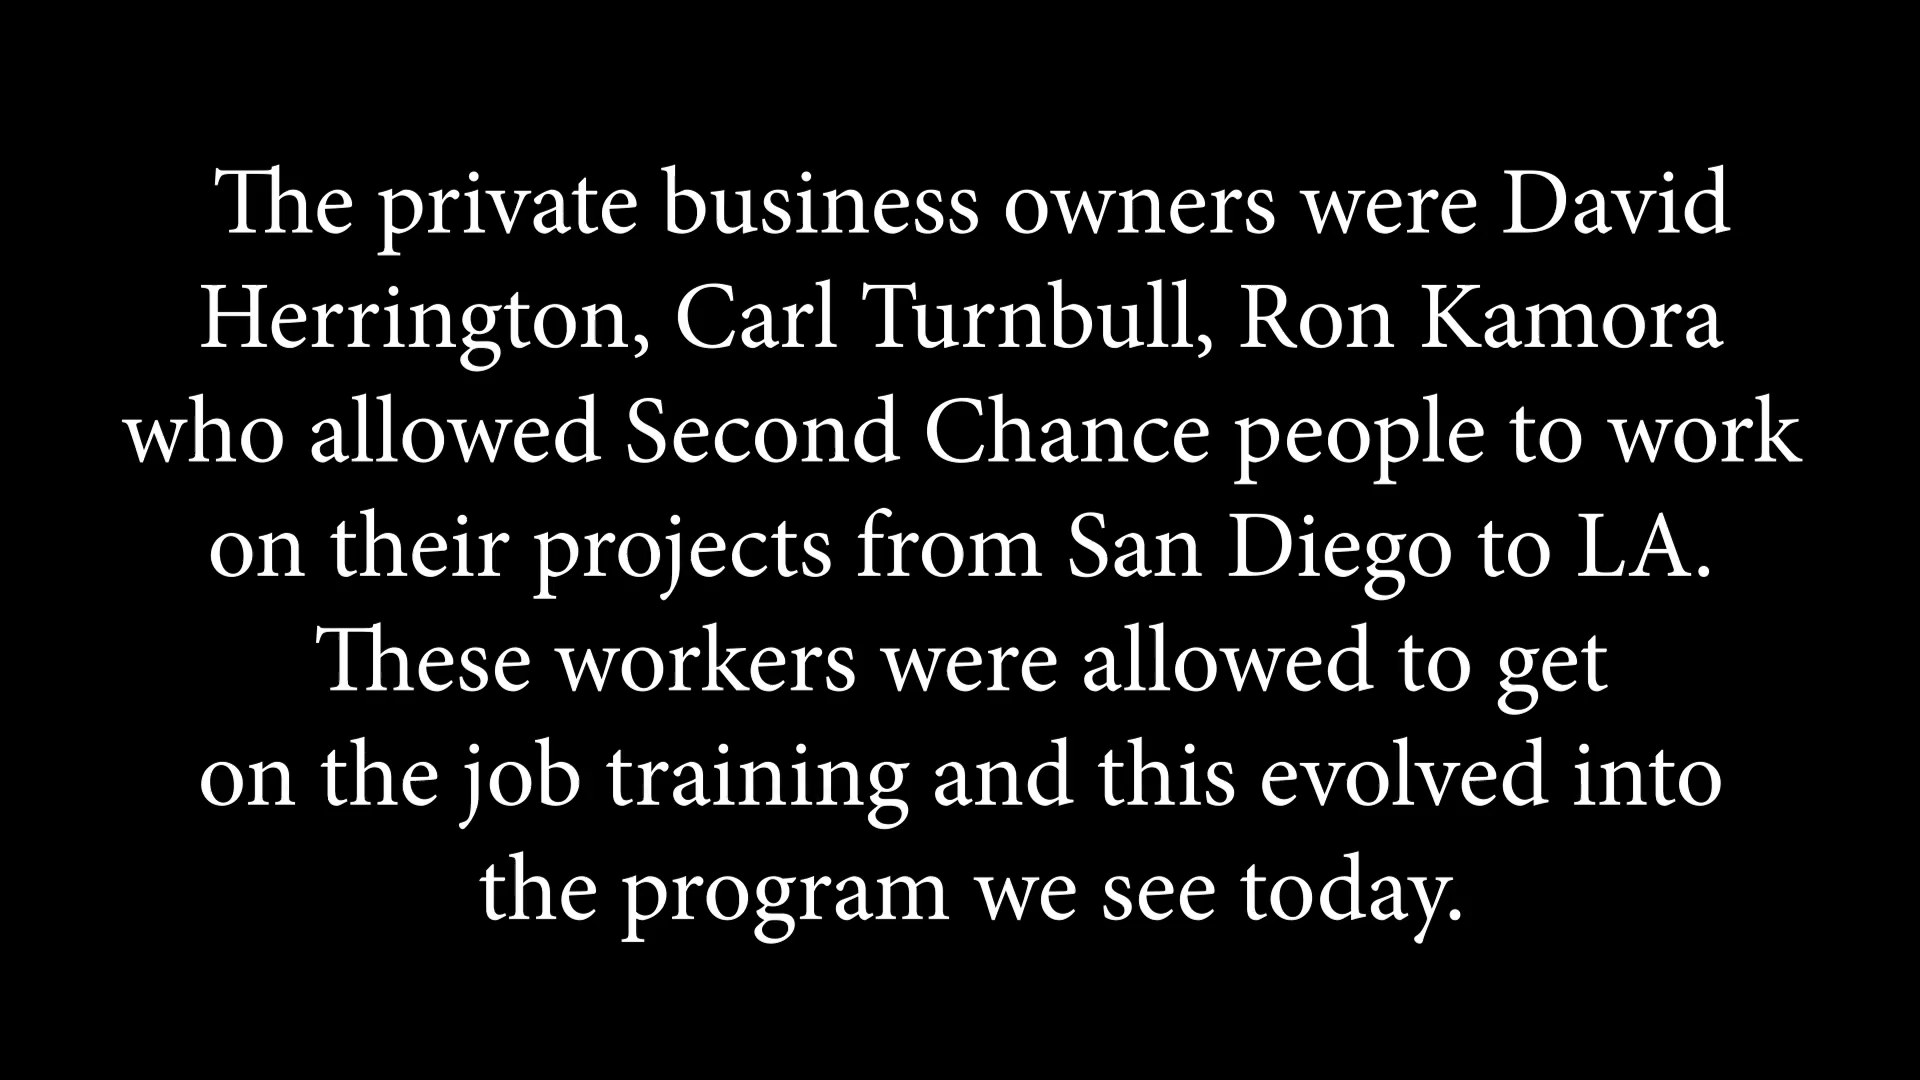 The private business owners were David
Herrington, Carl Turnbull, Ron Kamora
who allowed Second Chance people to work
on their projects from San Diego to LA.
These workers were allowed to get
on the job training and this evolved into
the program we see today.